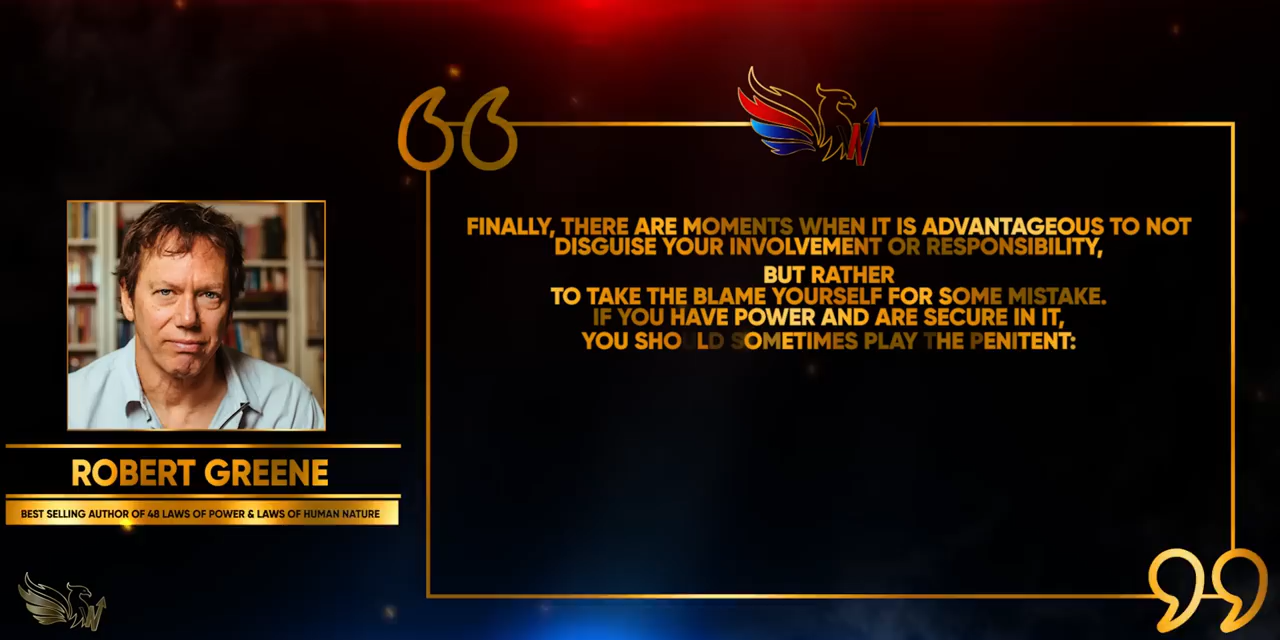 FINALLY, THERE ARE MOMENTS WHEN IT IS ADVANTAGEOUS TO NOT
DISGUISE YOUR INVOLVEMENT OR RESPONSIBILITY,
BUT RATHER
TO TAKE THE BLAME YOURSELF FOR SOME MISTAKE.
IF YOU HAVE POWER AND ARE SECURE IN IT,
YOU SHOULD SOMETIMES PLAY THE PENITENT:
ROBERT GREENE
BEST SELLING AUTHOR OF 48 LAWS OF POWER & LAWS OF HUMAN NATURE